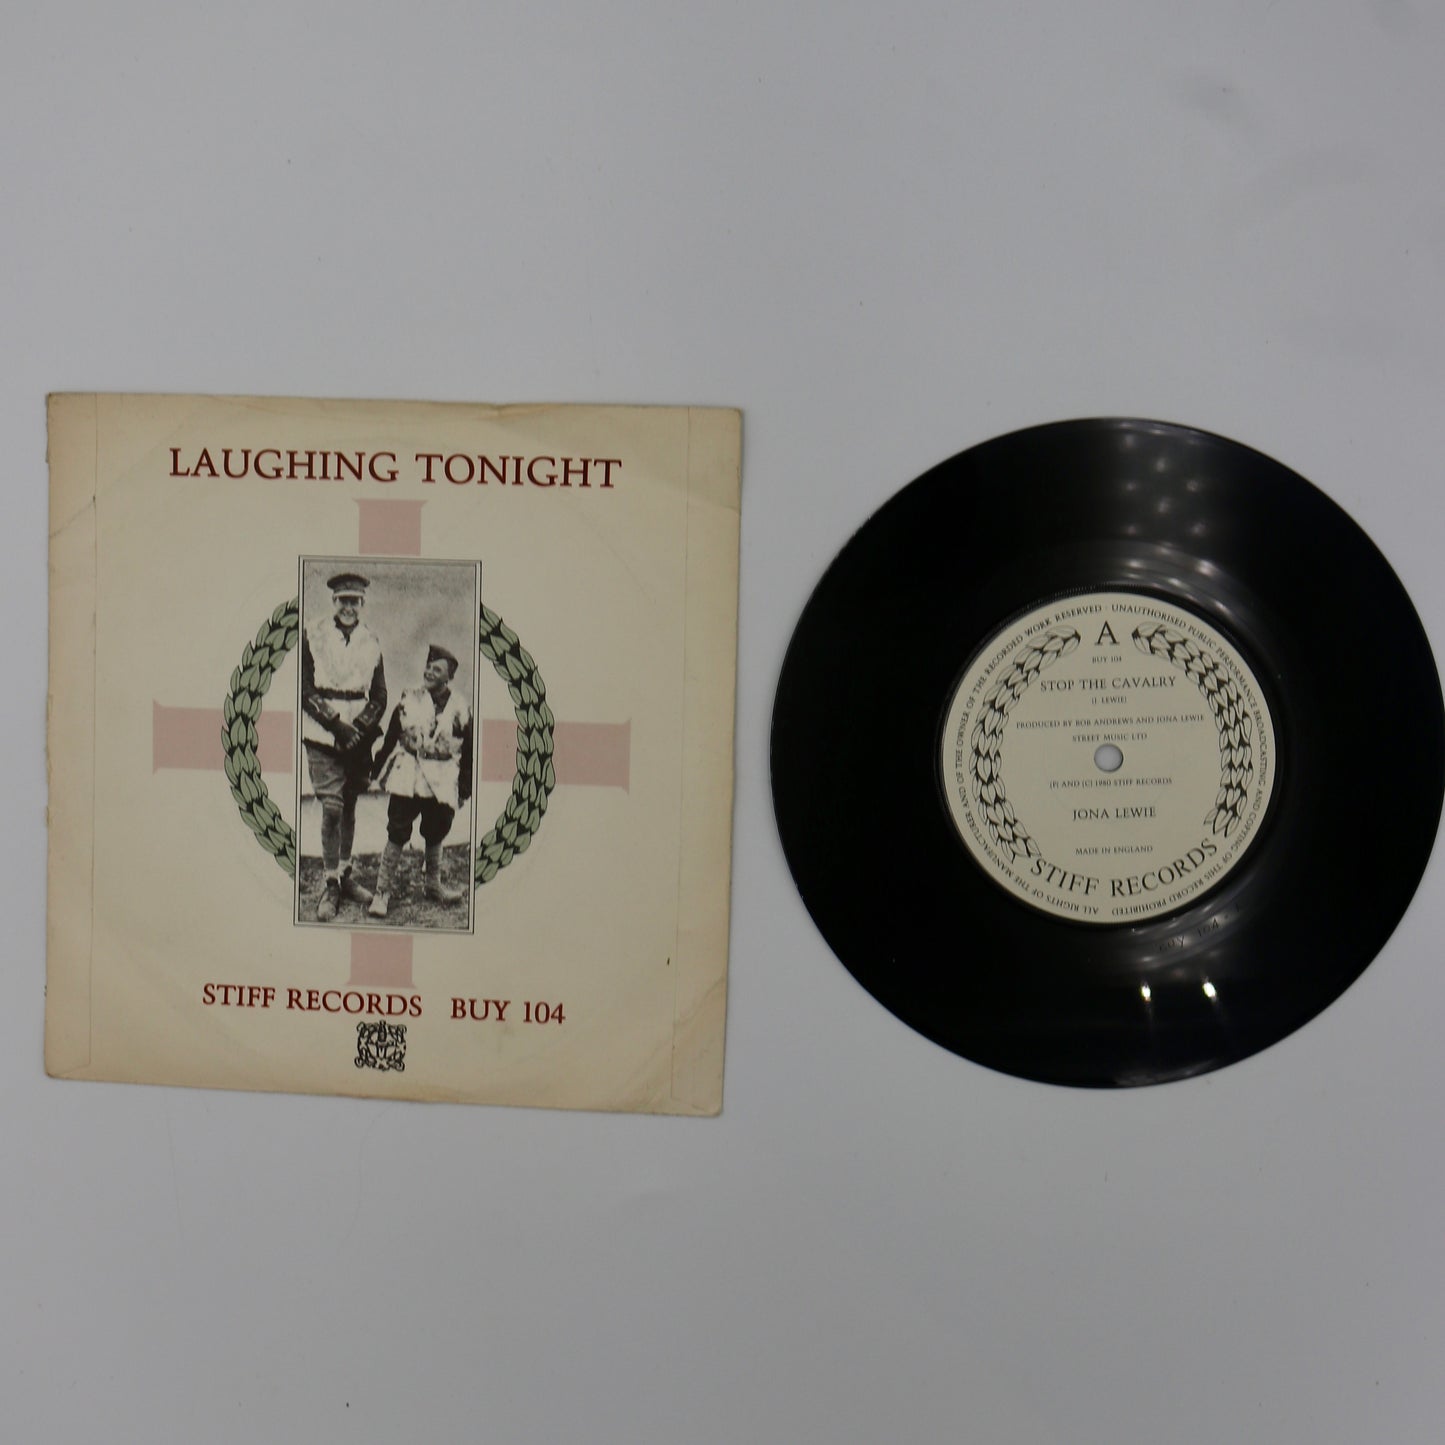 LAUGHING TONIGHT
STIFF RECORDS BUY 104
A
BUY 104
STOP THE CAVALRY
(J. LEWIE)
PRODUCED BY BOB ANDREWS AND JONA LEWIE
STREET MUSIC LTD
(P) AND (C) 1980 STIFF RECORDS
JONA LEWIE
MADE IN ENGLAND
STIFF RECORDS
ALL RIGHTS OF THE MANUFACTURER AND OF THE OWNER OF THE RECORDED WORK RESERVED · UNAUTHORISED PUBLIC PERFORMANCE BROADCASTING AND COPYING OF THIS RECORD PROHIBITED